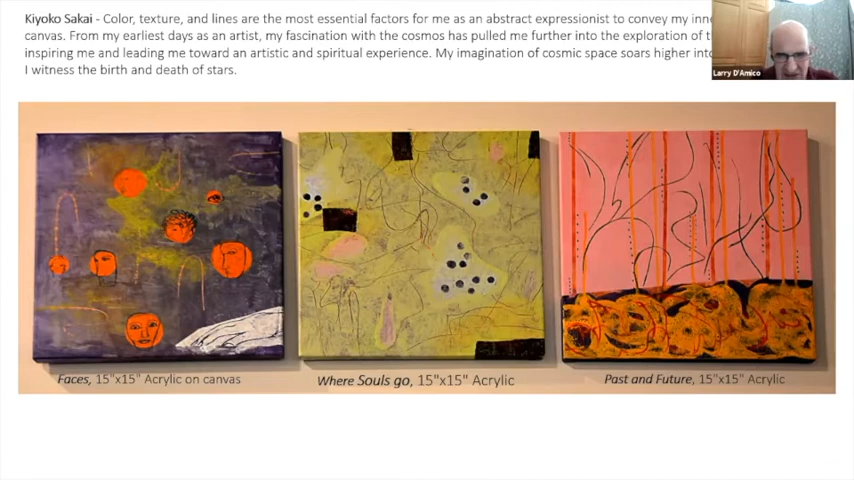 Kiyoko Sakai - Color, texture, and lines are the most essential factors for me as an abstract expressionist to convey my
canvas. From my earliest days as an artist, my fascination with the cosmos has pulled me further into the exploration of
inspiring me and leading me toward an artistic and spiritual experience. My imagination of cosmic space soars higher
I witness the birth and death of stars.
Larry D'Amico
Faces, 15"x15" Acrylic on canvas
Where Souls go, 15"x15" Acrylic
Past and Future, 15"x15" Acrylic